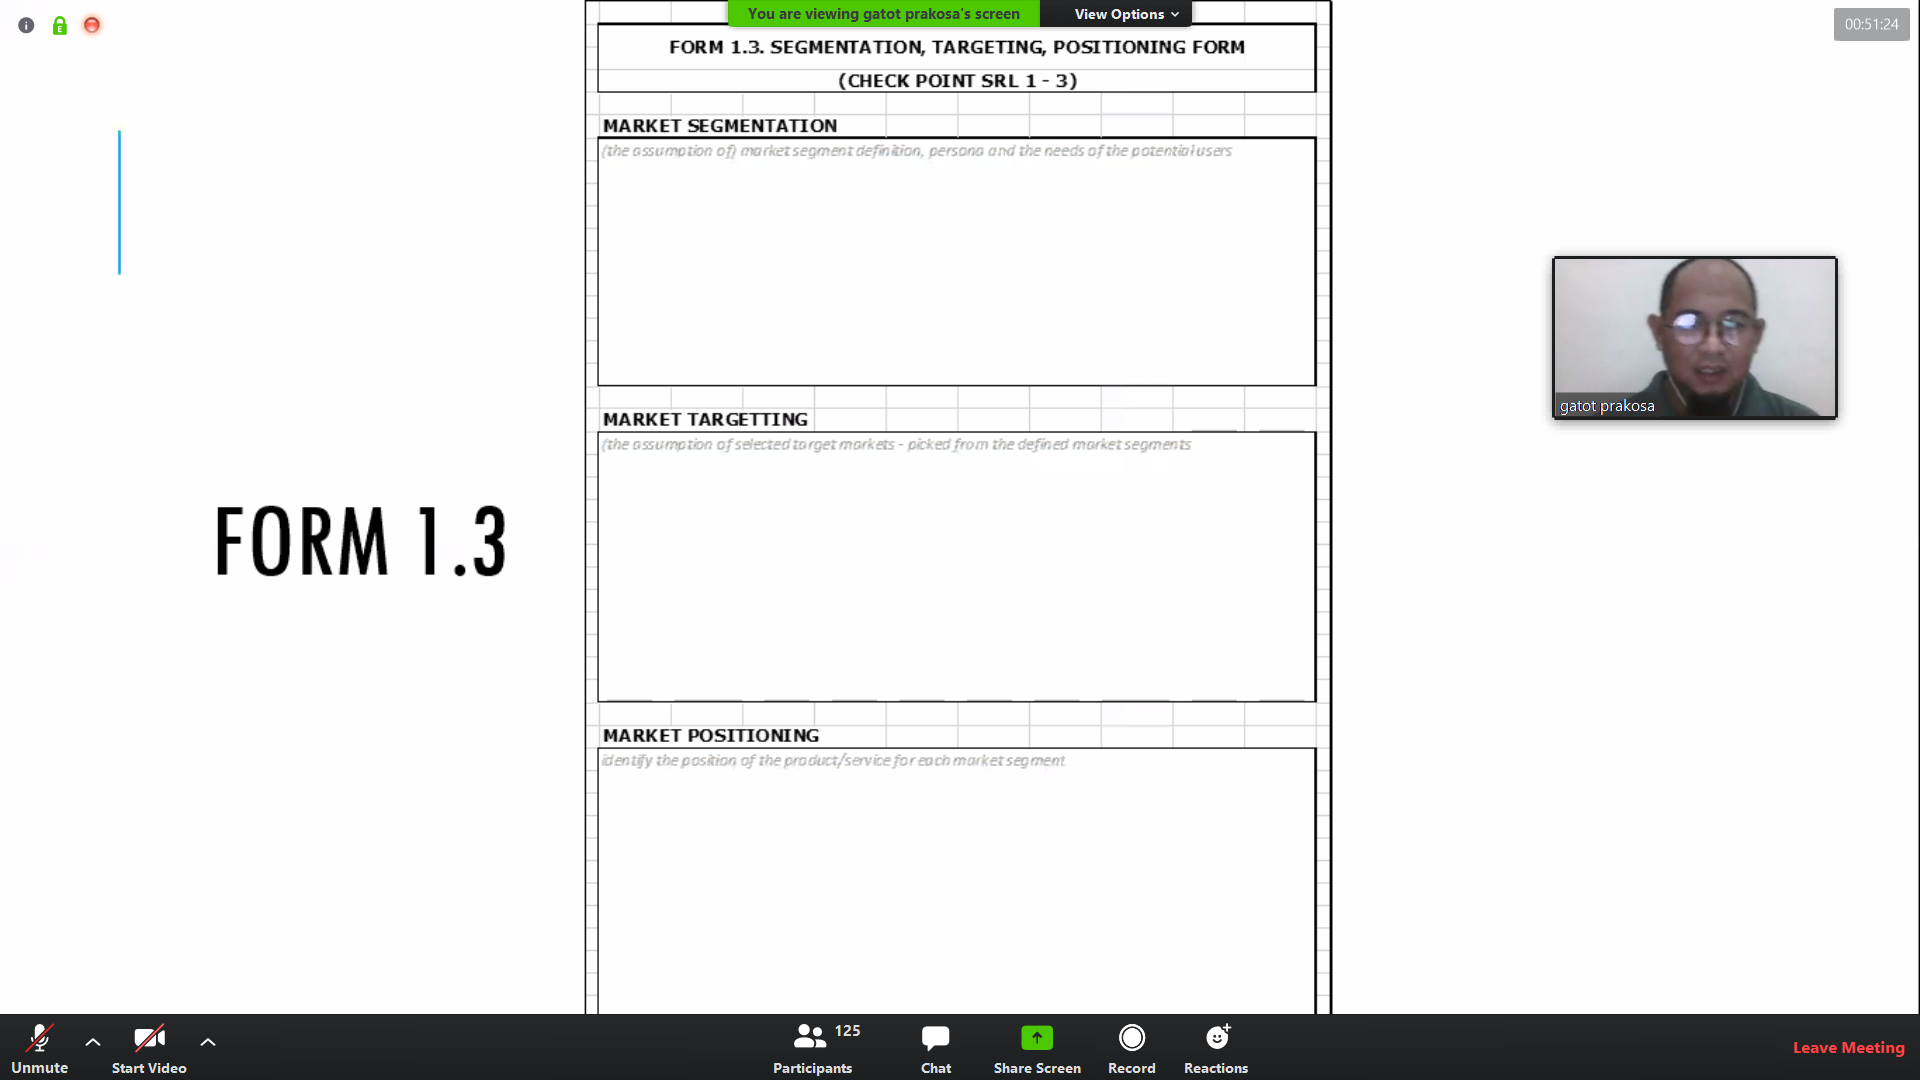 You are viewing gatot prakosa's screen
View Options
00:51:24
FORM 1.3. SEGMENTATION, TARGETING, POSITIONING FORM
(CHECK POINT SRL 1 - 3)
MARKET SEGMENTATION
(the assumption of) market segment definition, persona and the needs of the potential users
gatot prakosa
MARKET TARGETTING
(the assumption of selected target markets - picked from the defined market segments
FORM 1.3
MARKET POSITIONING
identify the position of the product/service for each market segment
Unmute
Start Video
125
Participants
Chat
Share Screen
Record
Reactions
Leave Meeting